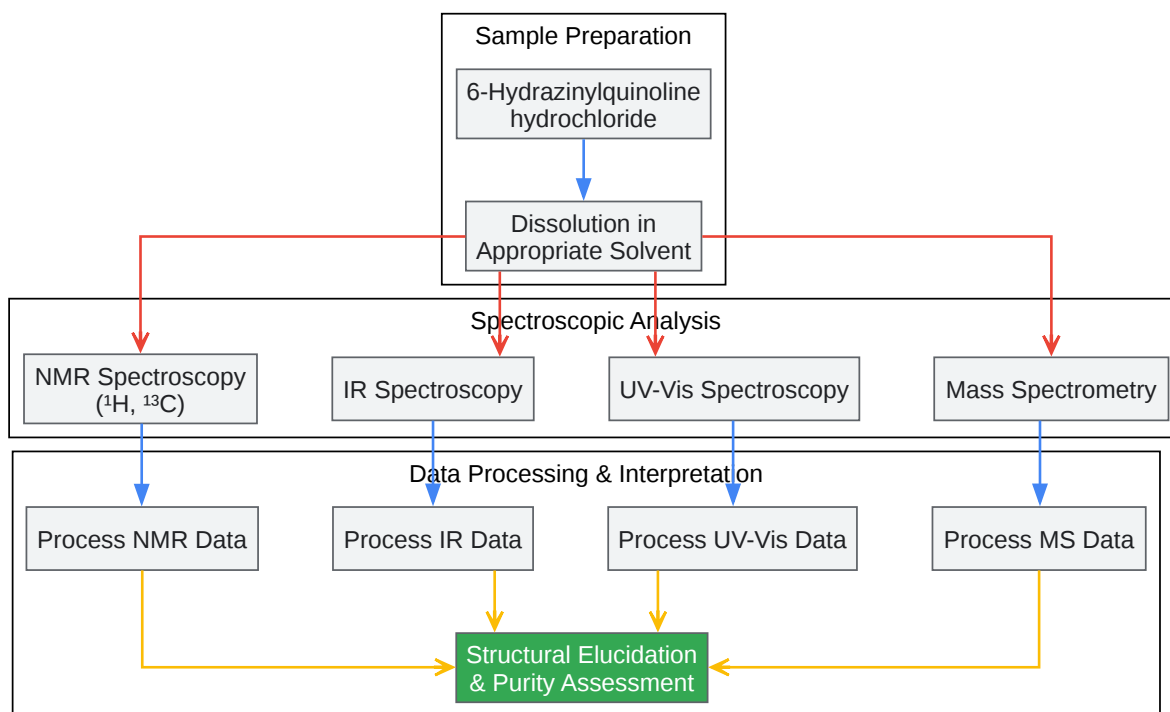 Sample Preparation
6-Hydrazinylquinoline
hydrochloride
Dissolution in
Appropriate Solvent
Spectroscopic Analysis
NMR Spectroscopy
(¹H, ¹³C)
IR Spectroscopy
UV-Vis Spectroscopy
Mass Spectrometry
Data Processing & Interpretation
Process NMR Data
Process IR Data
Process UV-Vis Data
Process MS Data
Structural Elucidation
& Purity Assessment